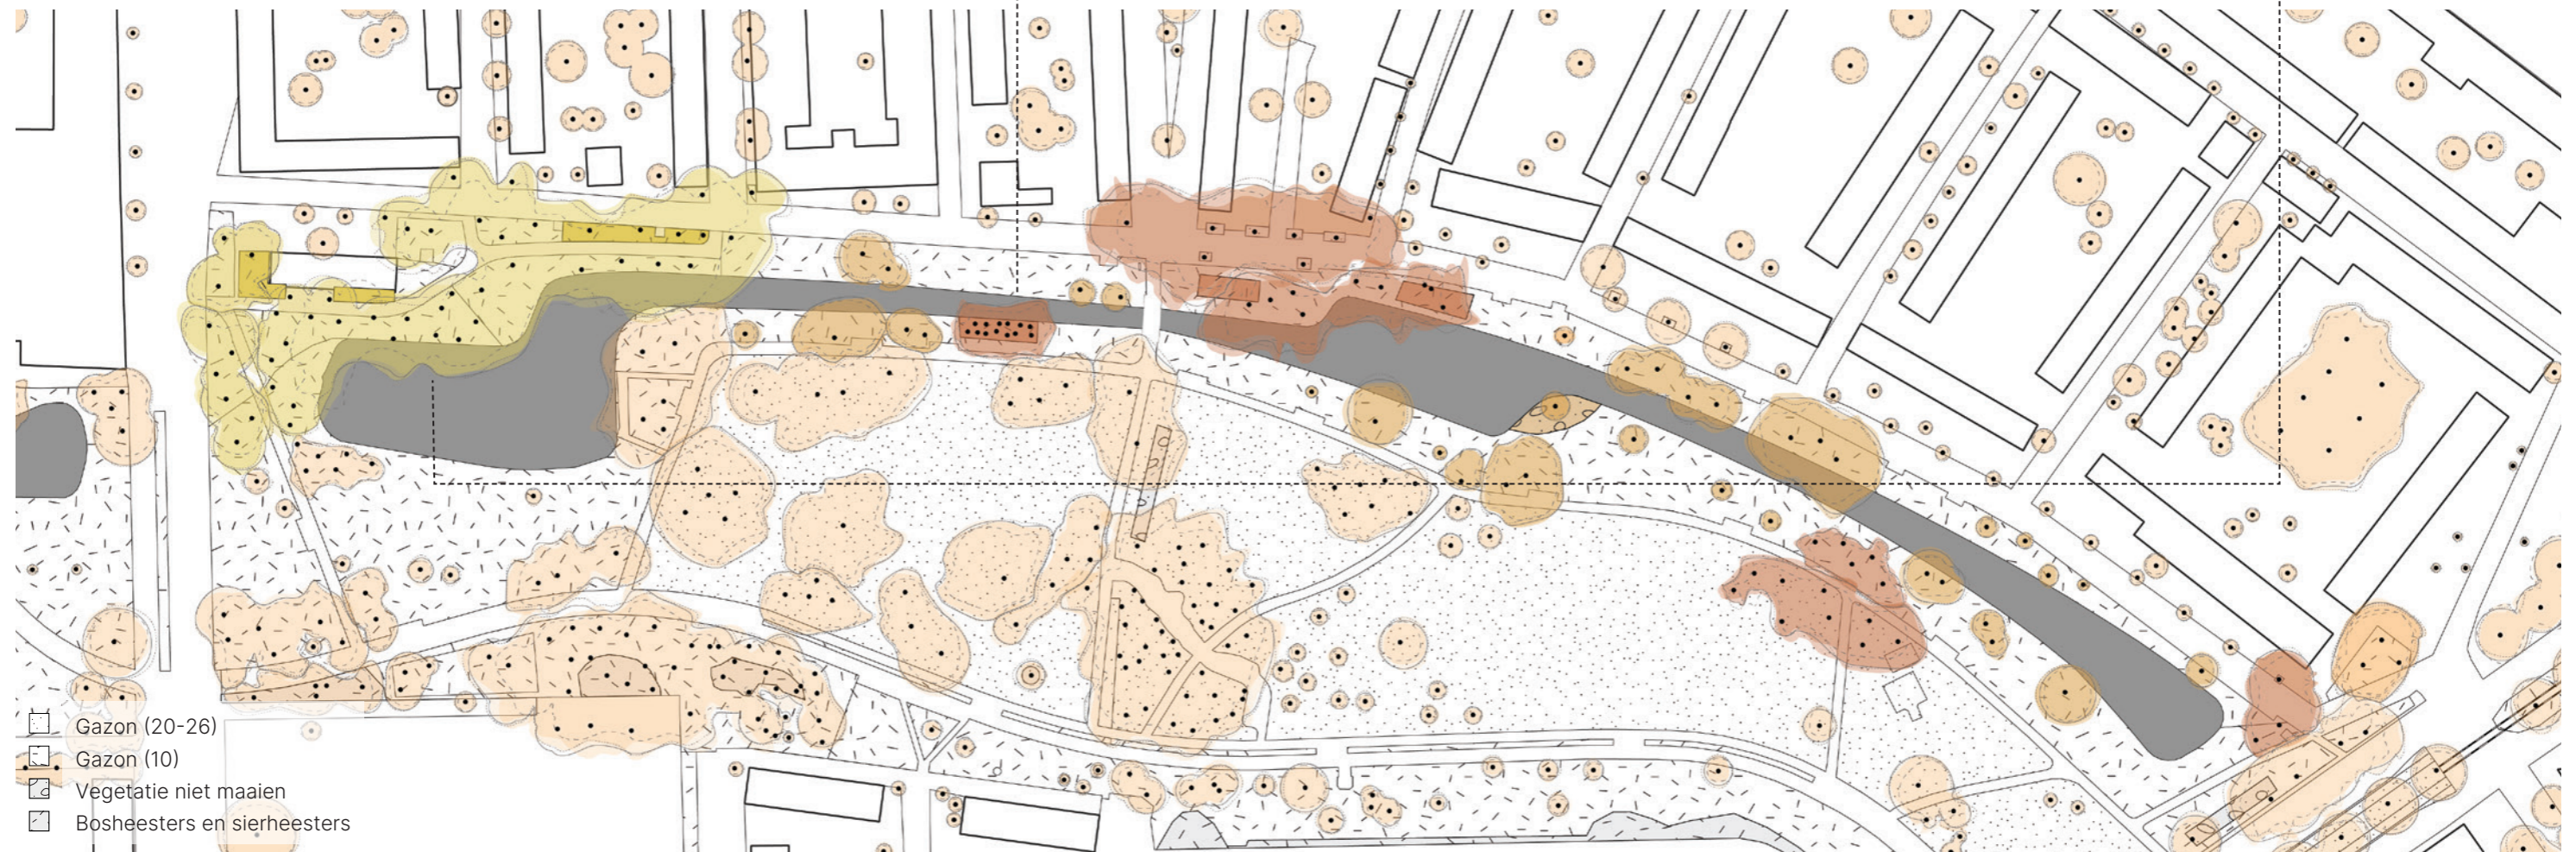 Gazon (20-26)
Gazon (10)
Vegetatie niet maaien
Bosheesters en sierheesters